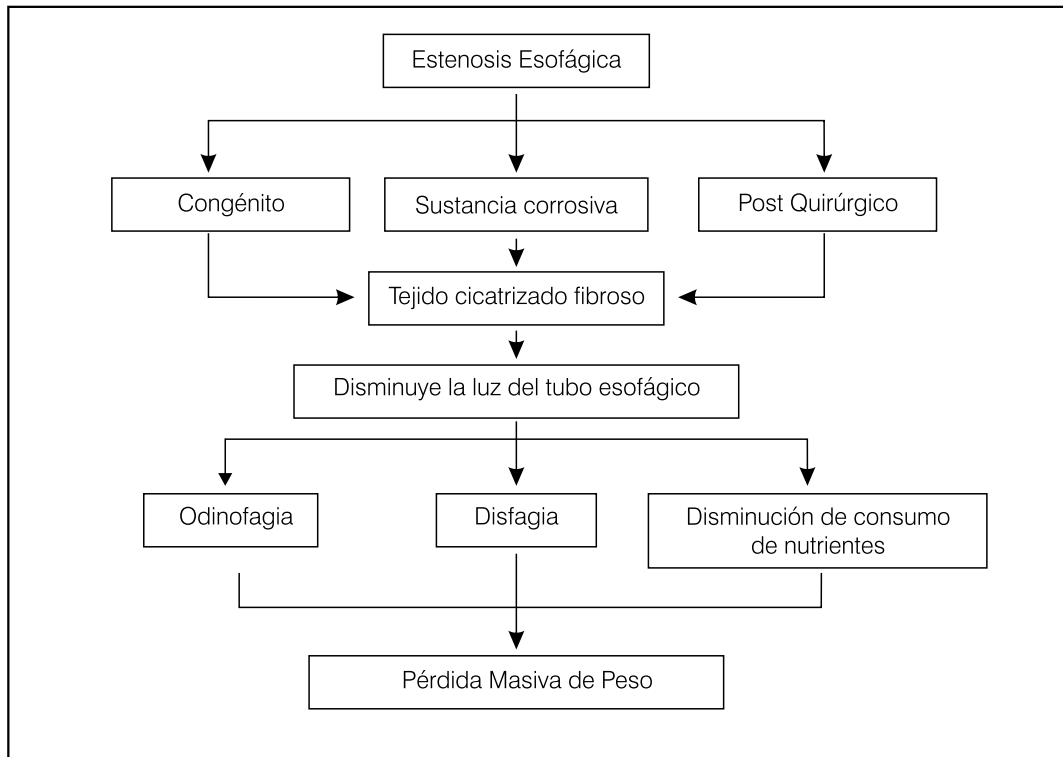 Estenosis Esofágica
Congénito
Sustancia corrosiva
Post Quirúrgico
Tejido cicatrizado fibroso
Disminuye la luz del tubo esofágico
Odinofagia
Disfagia
Disminución de consumo
de nutrientes
Pérdida Masiva de Peso